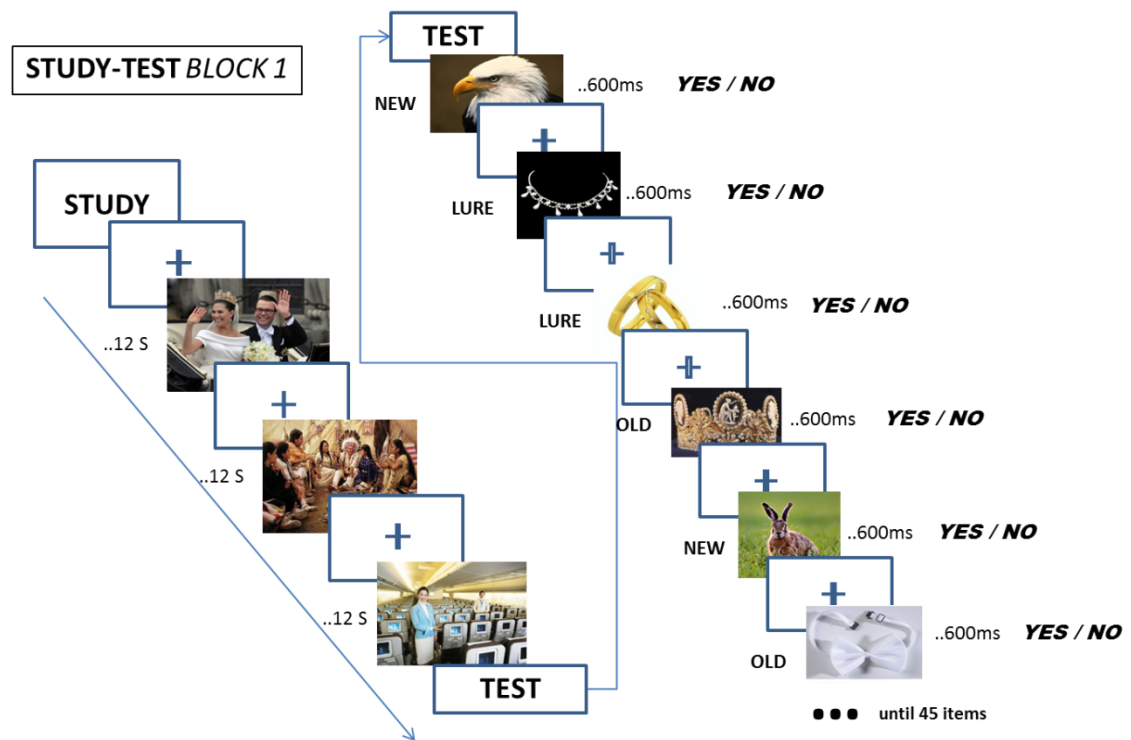 STUDY-TEST BLOCK 1
STUDY
..12 S
..12 S
..12 S
TEST
TEST
NEW
..600ms
YES / NO
LURE
..600ms
YES / NO
LURE
..600ms
YES / NO
OLD
..600ms
YES / NO
NEW
..600ms
YES / NO
OLD
..600ms
YES / NO
●●● until 45 items